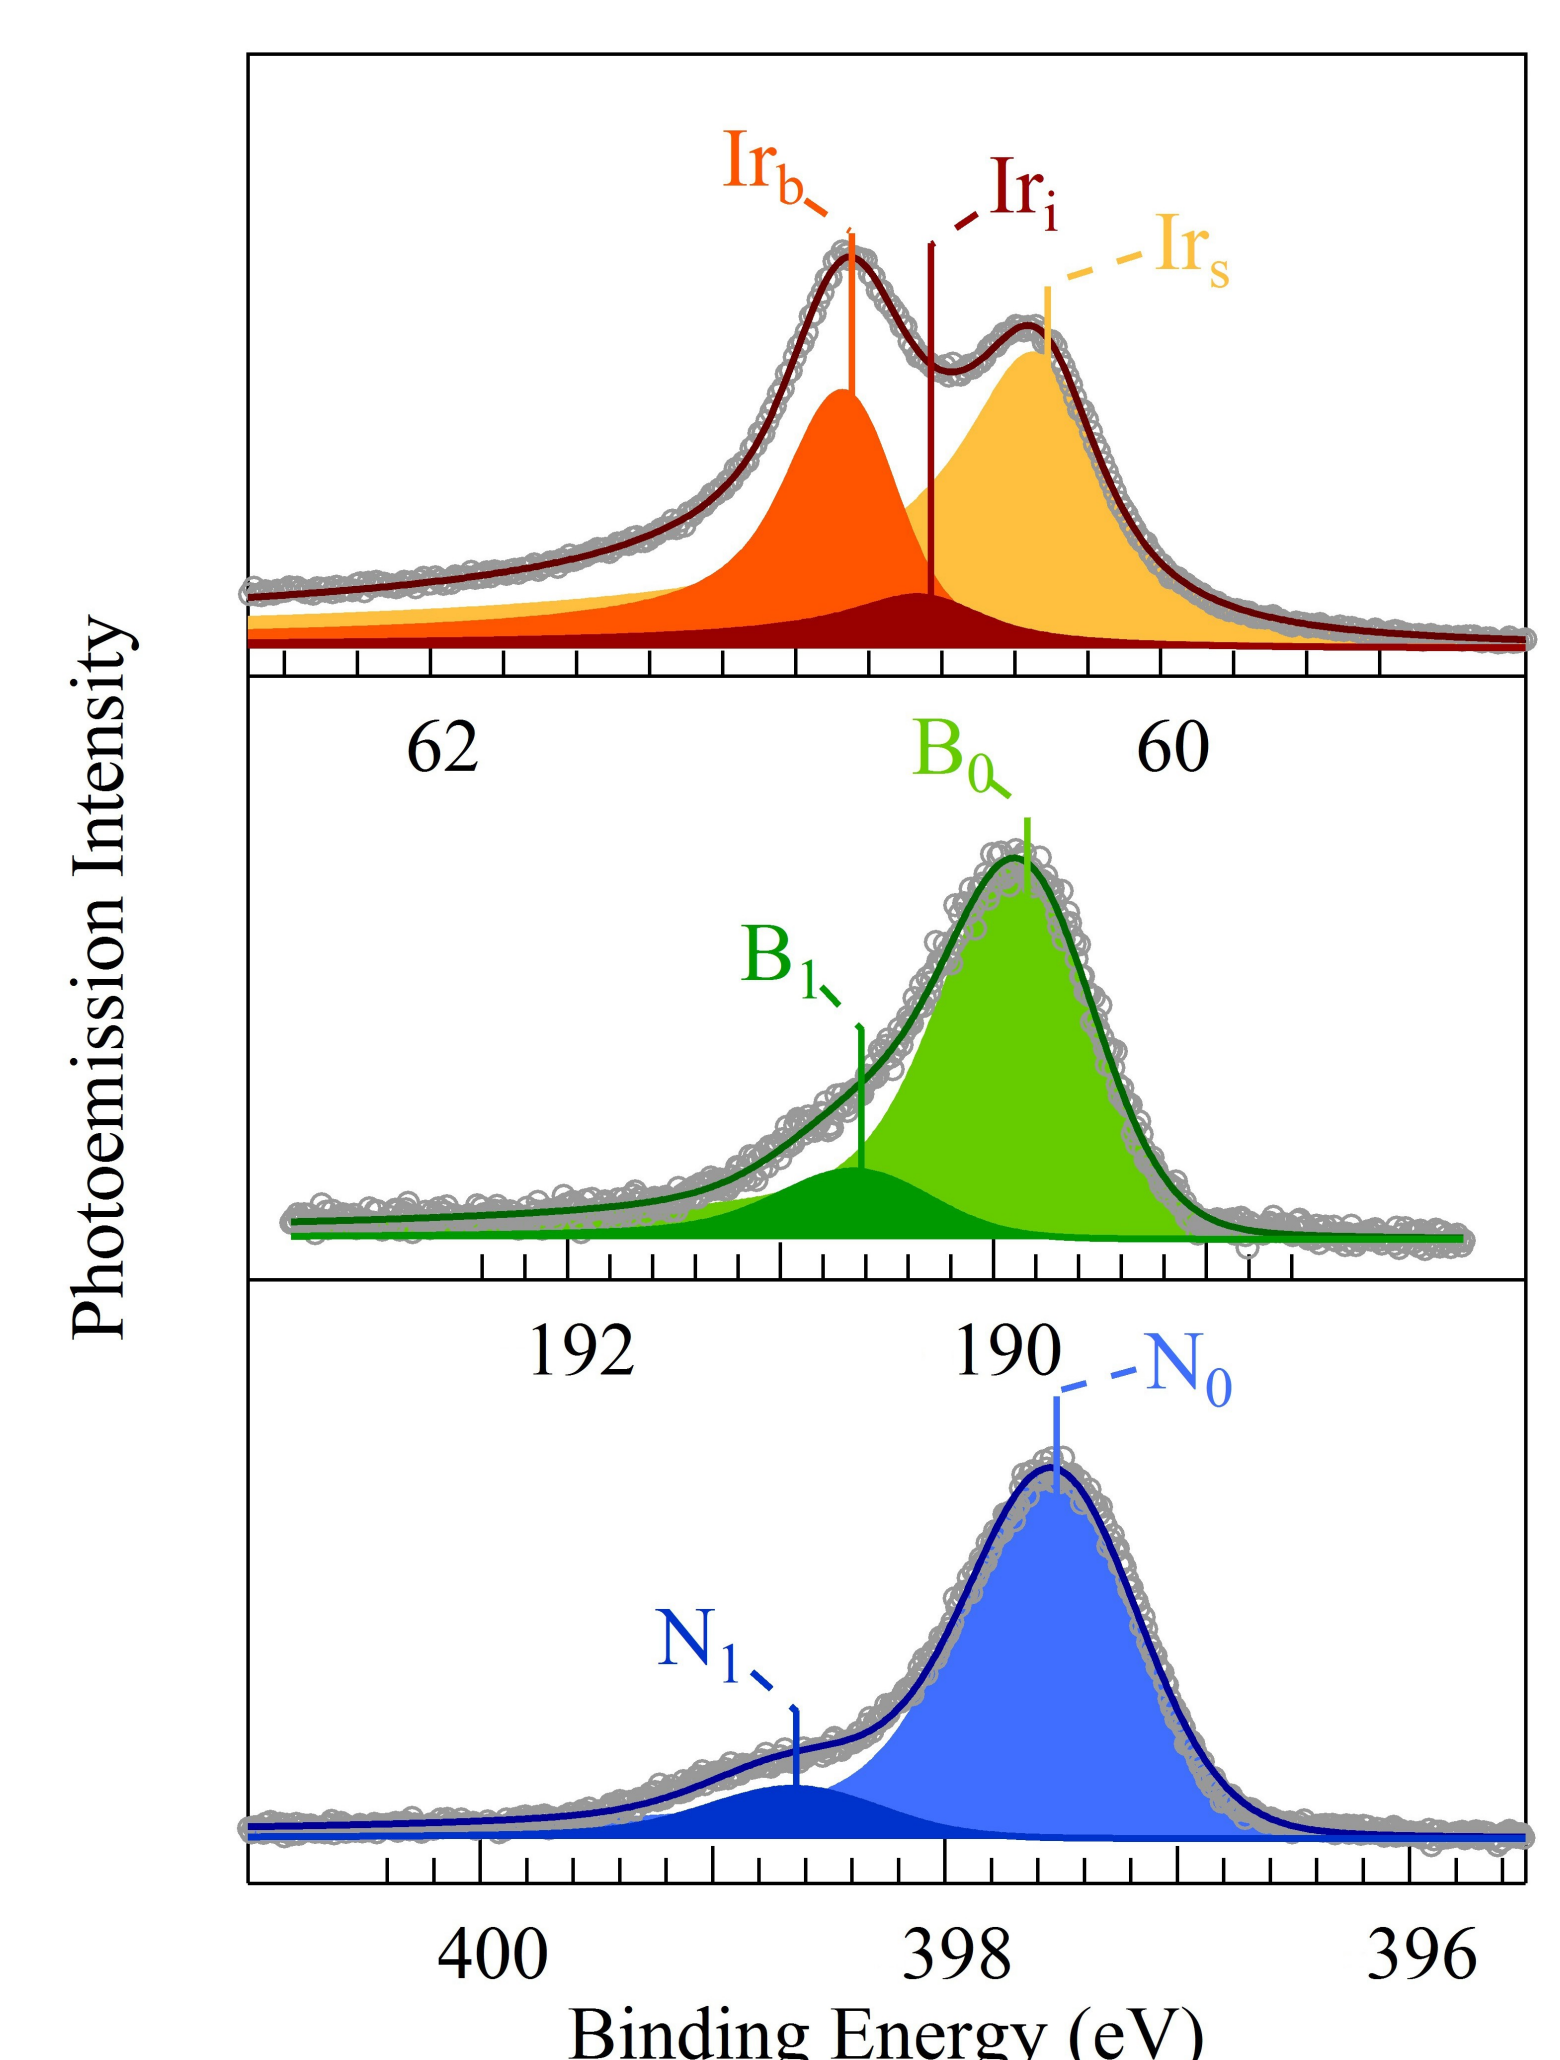 Ir_b
Ir_i
Ir_s
62
60
B_0
B_1
192
190
N_0
N_1
400
398
396
Binding Energy (eV)
Photoemission Intensity